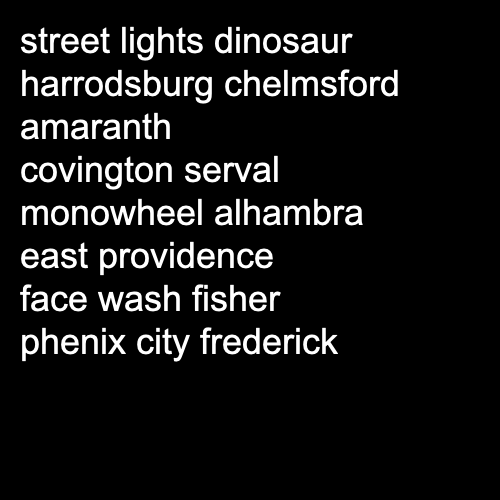 street lights dinosaur
harrodsburg chelmsford
amaranth
covington serval
monowheel alhambra
east providence
face wash fisher
phenix city frederick